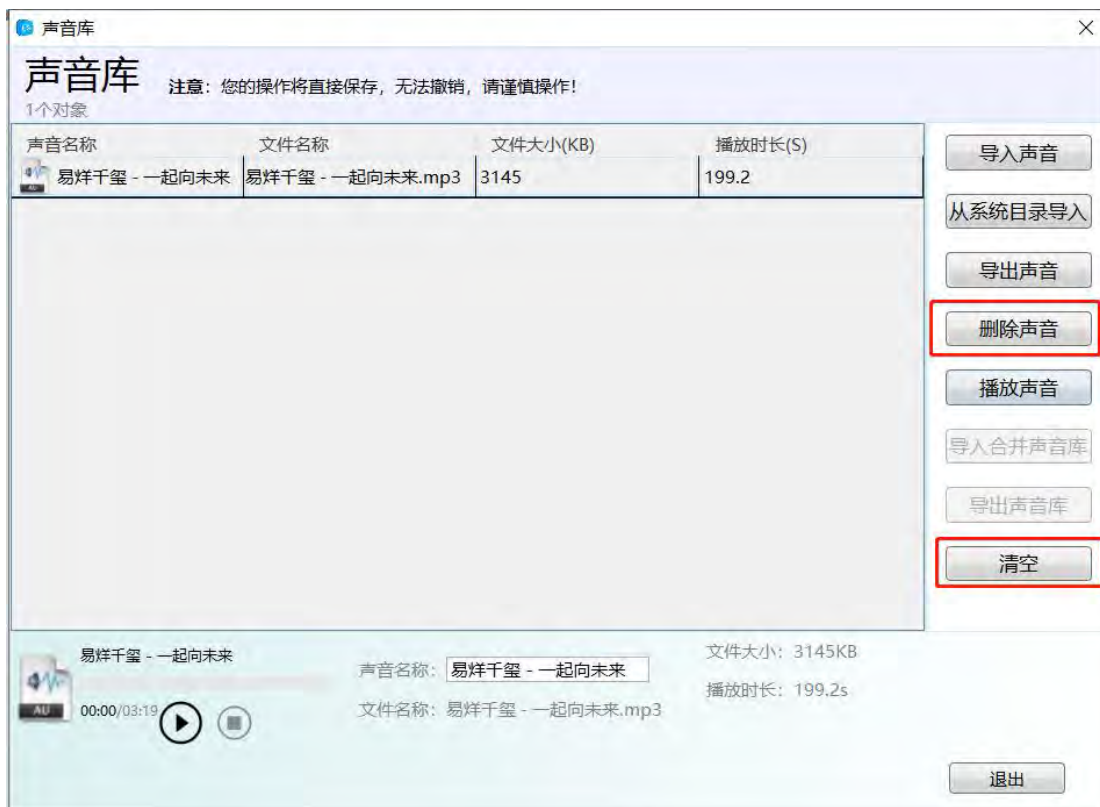 声音库
声音库 注意：您的操作将直接保存，无法撤销，请谨慎操作！
1个对象
声音名称 文件名称 文件大小(KB) 播放时长(S)
易烊千玺 - 一起向未来 易烊千玺 - 一起向未来.mp3 3145 199.2
导入声音
从系统目录导入
导出声音
删除声音
播放声音
导入合并声音库
导出声音库
清空
易烊千玺 - 一起向未来
00:00/03:19
AU
声音名称：易烊千玺 - 一起向未来
文件名称：易烊千玺 - 一起向未来.mp3
文件大小：3145KB
播放时长：199.2s
退出